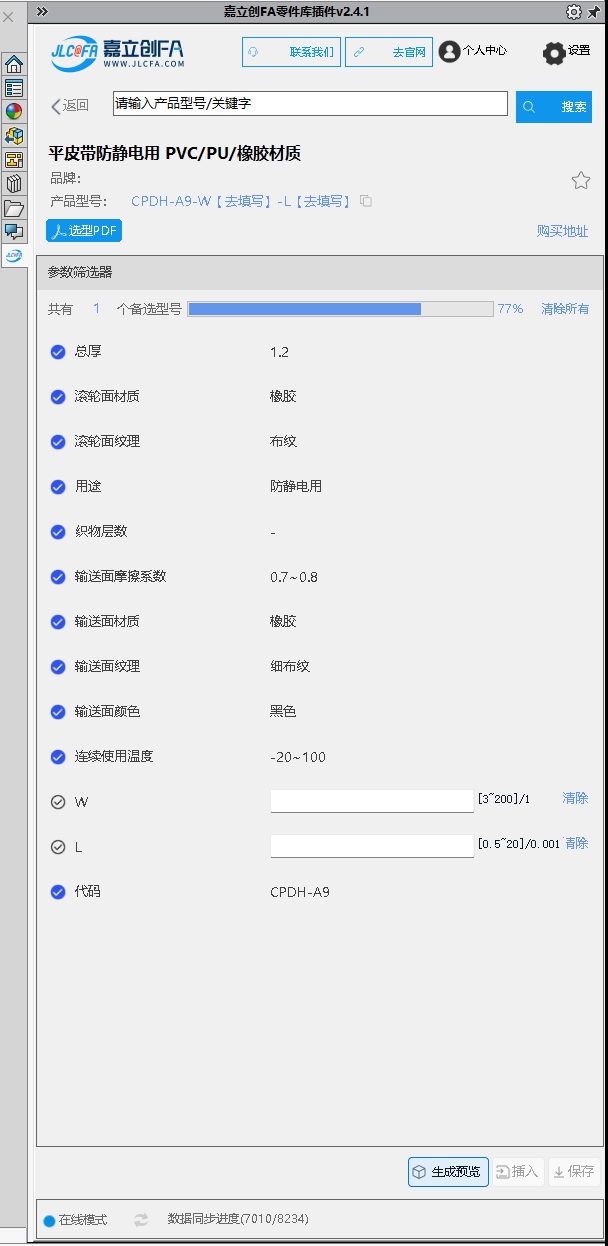 嘉立创FA零件库插件v2.4.1
JLC@FA 嘉立创FA
WWW.JLCFA.COM
联系我们 去官网 个人中心 设置
返回 请输入产品型号/关键字 搜索
平皮带防静电用 PVC/PU/橡胶材质
品牌:
产品型号: CPDH-A9-W【去填写】-L【去填写】
选型PDF 购买地址
参数筛选器
共有 1 个备选型号 77% 清除所有
总厚 1.2
滚轮面材质 橡胶
滚轮面纹理 布纹
用途 防静电用
织物层数 -
输送面摩擦系数 0.7~0.8
输送面材质 橡胶
输送面纹理 细布纹
输送面颜色 黑色
连续使用温度 -20~100
W [3~200]/1 清除
L [0.5~20]/0.001 清除
代码 CPDH-A9
生成预览 插入 保存
在线模式 数据同步进度(7010/8234)